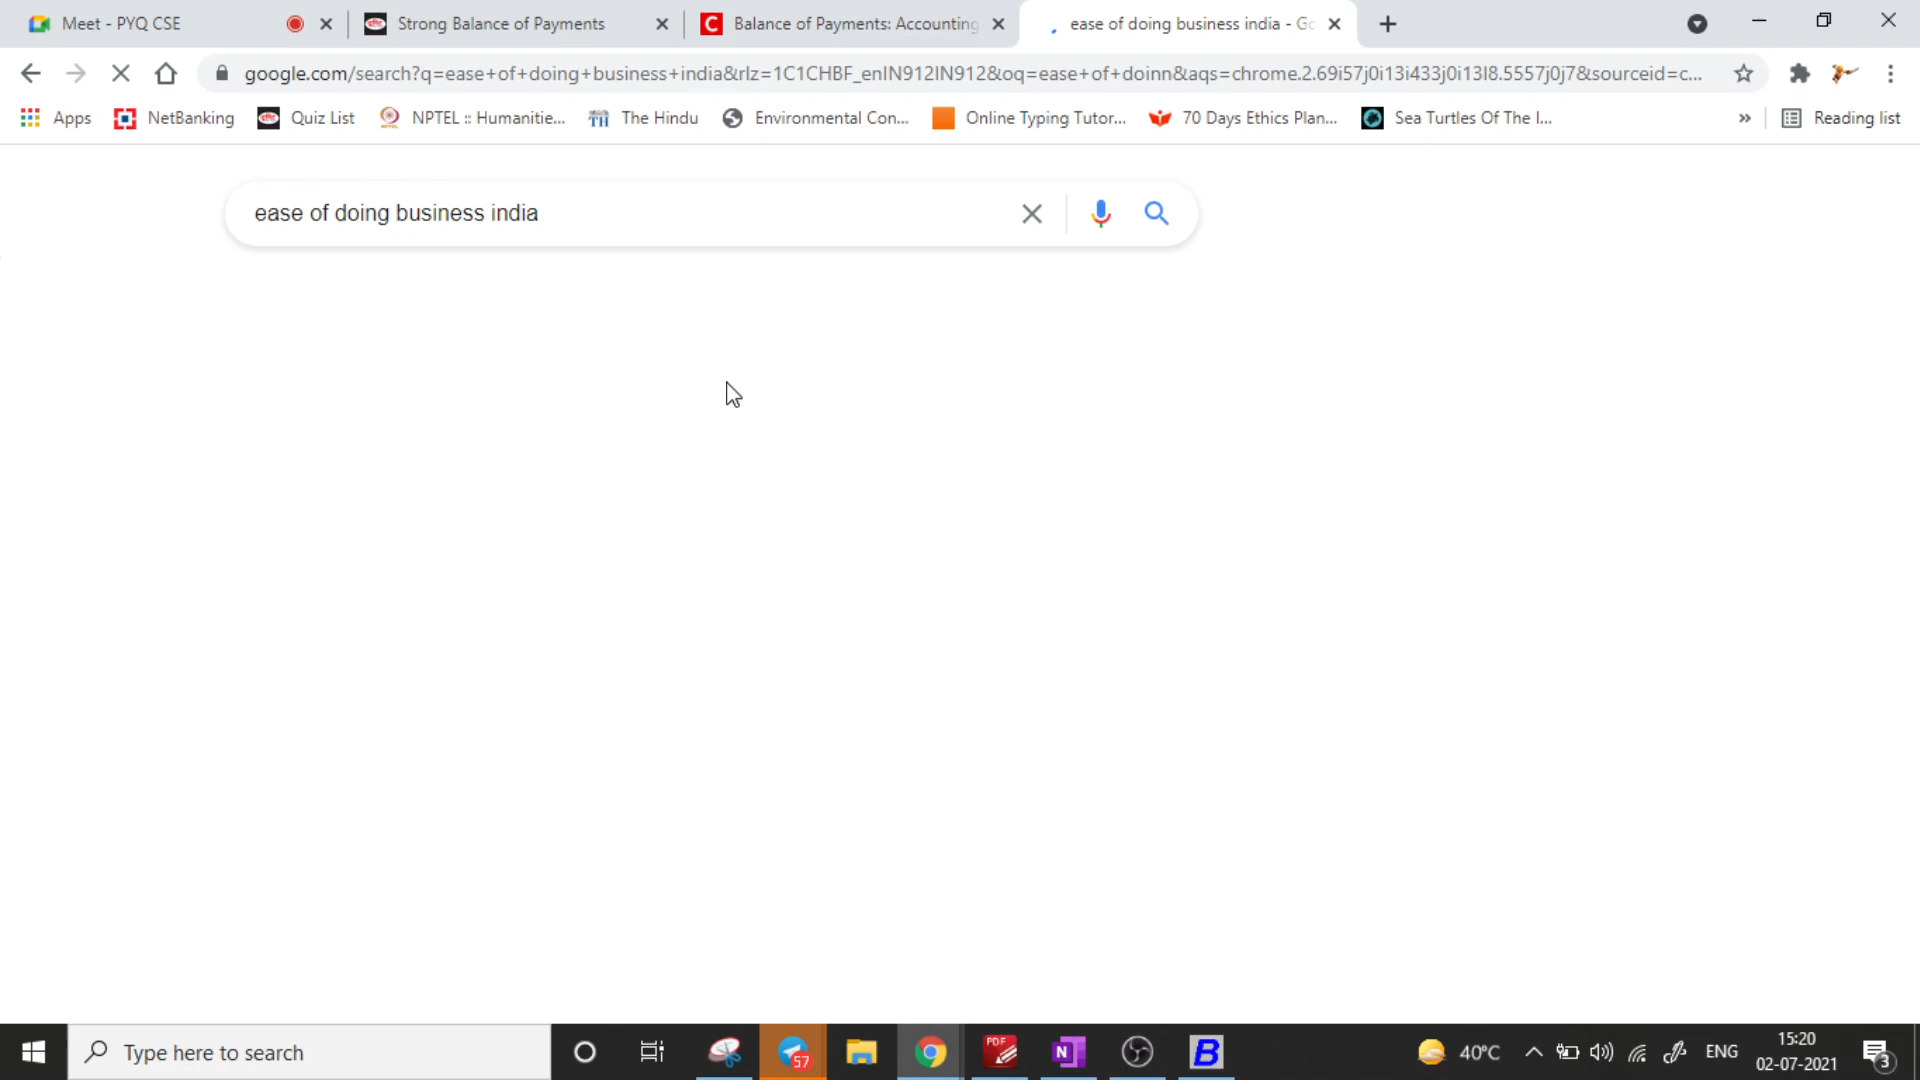 Meet - PYQ CSE
Strong Balance of Payments
Balance of Payments: Accounting
ease of doing business india - Go
google.com/search?q=ease+of+doing+business+india&rlz=1C1CHBF_enIN912IN912&oq=ease+of+doinn&aqs=chrome.2.69i57j0i13i433j0i13l8.5557j0j7&sourceid=c...
Apps
NetBanking
Quiz List
NPTEL :: Humanitie...
The Hindu
Environmental Con...
Online Typing Tutor...
70 Days Ethics Plan...
Sea Turtles Of The I...
»
Reading list
ease of doing business india
Type here to search
57
PDF
N
B
40°C
ENG
15:20
02-07-2021
3